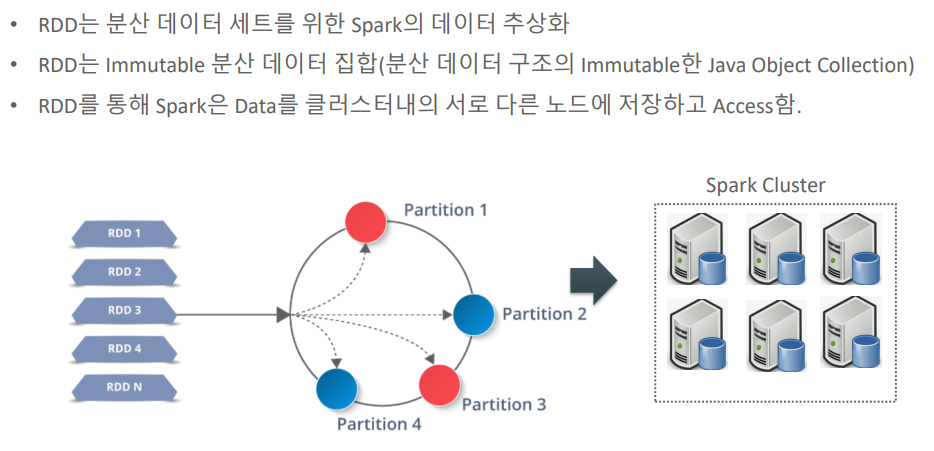 • RDD는 분산 데이터 세트를 위한 Spark의 데이터 추상화
• RDD는 Immutable 분산 데이터 집합(분산 데이터 구조의 Immutable한 Java Object Collection)
• RDD를 통해 Spark은 Data를 클러스터내의 서로 다른 노드에 저장하고 Access함.
Spark Cluster
Partition 1
RDD 1
RDD 2
RDD 3
Partition 2
RDD 4
RDD N
Partition 3
Partition 4